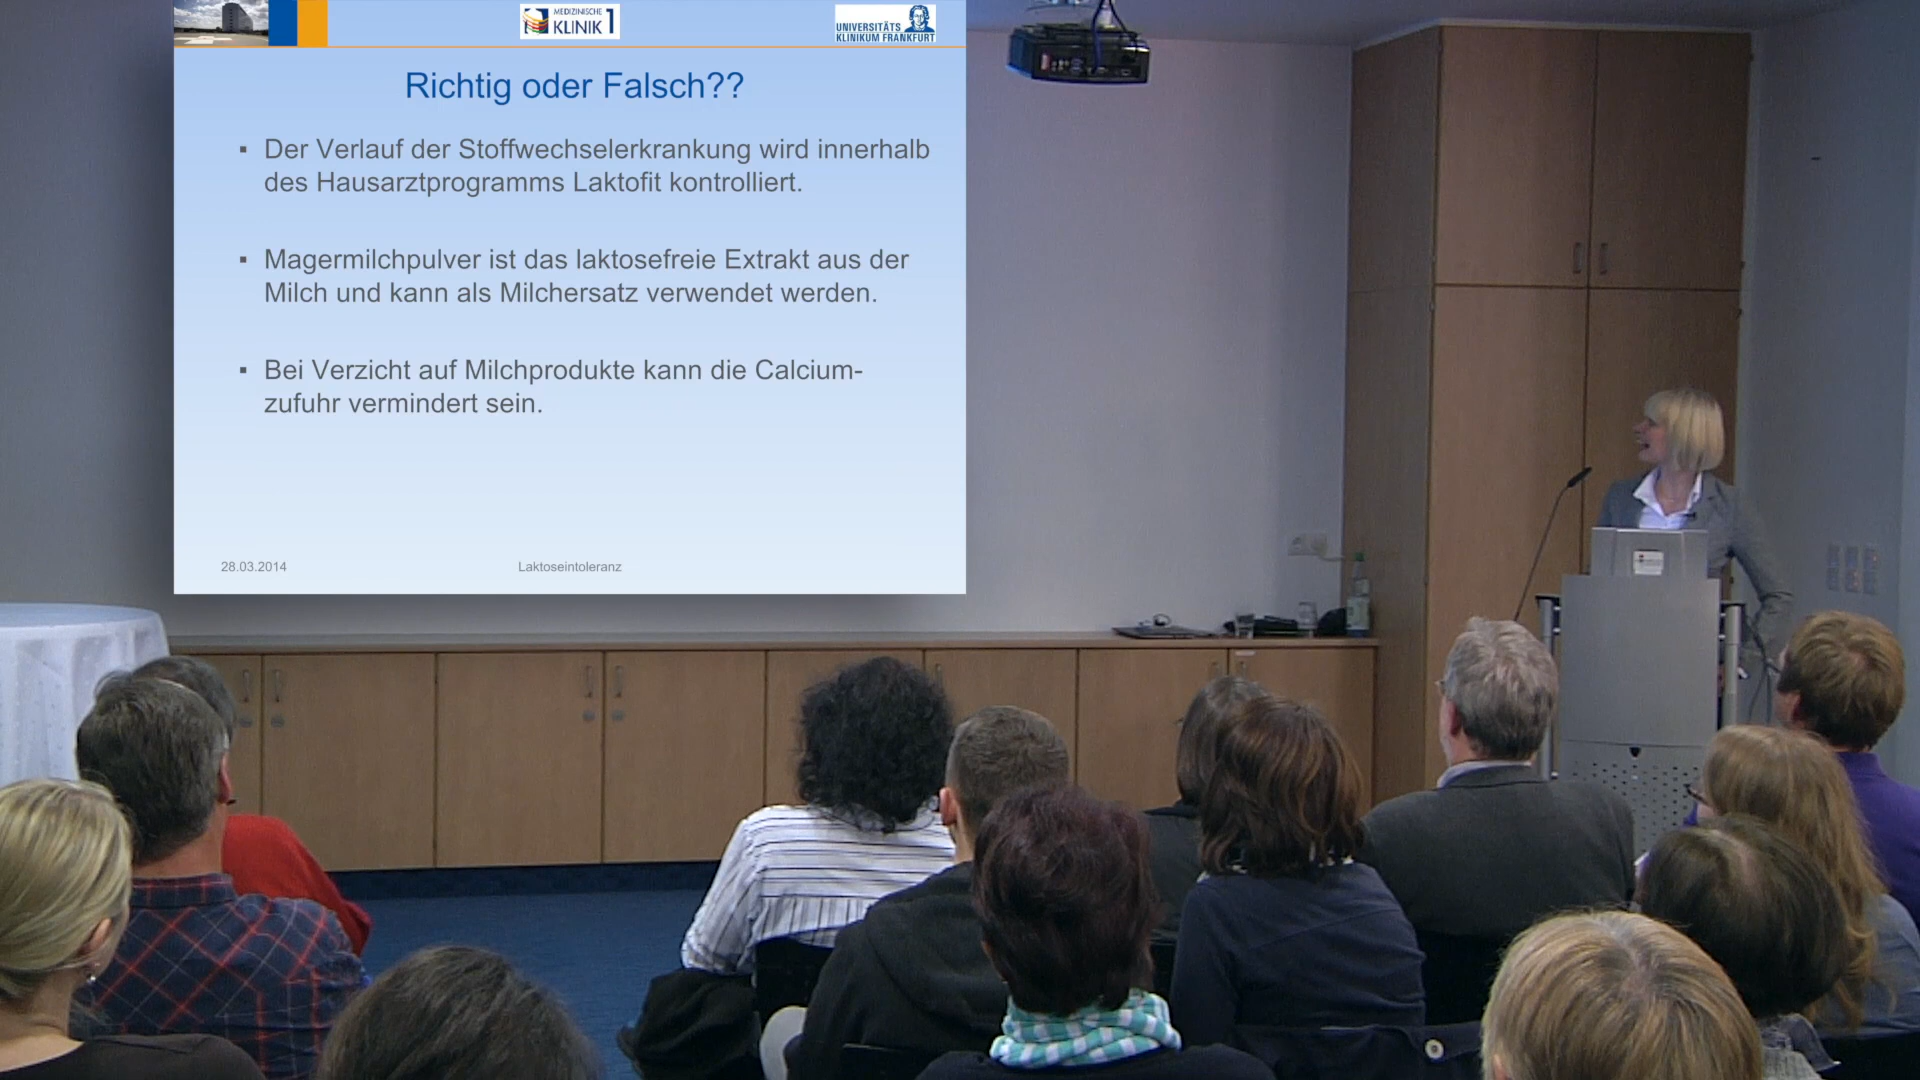 MEDIZINISCHE
KLINIK 1
UNIVERSITÄTS
KLINIKUM FRANKFURT
Richtig oder Falsch??
▪ Der Verlauf der Stoffwechselerkrankung wird innerhalb
des Hausarztprogramms Laktofit kontrolliert.
▪ Magermilchpulver ist das laktosefreie Extrakt aus der
Milch und kann als Milchersatz verwendet werden.
▪ Bei Verzicht auf Milchprodukte kann die Calcium-
zufuhr vermindert sein.
28.03.2014
Laktoseintoleranz